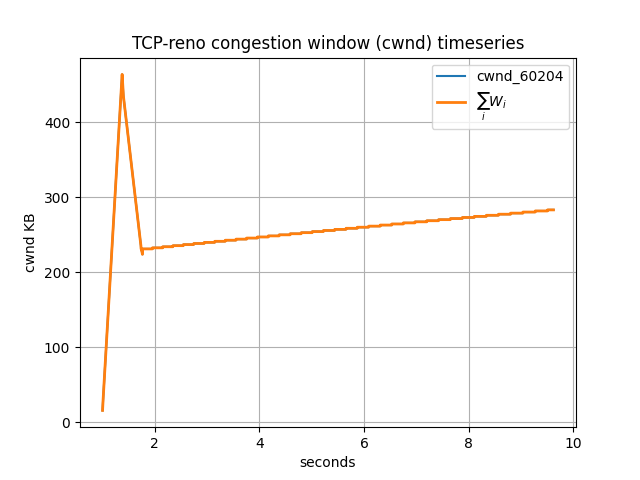 TCP-reno congestion window (cwnd) timeseries
cwnd_60204
∑ W_i
i
400
300
200
100
0
cwnd KB
2 4 6 8 10
seconds